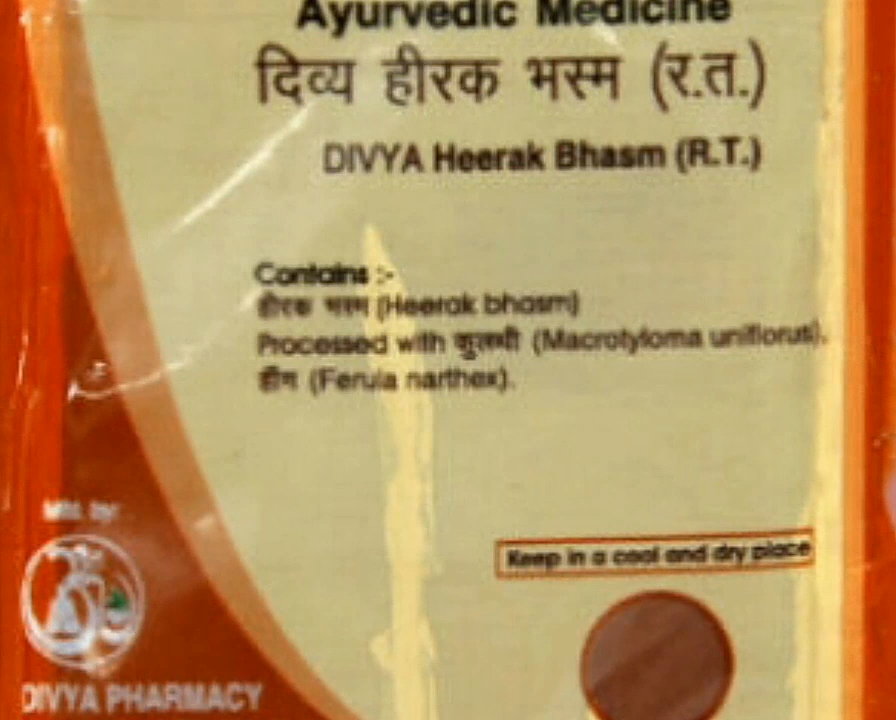 Ayurvedic Medicine
दिव्य हीरक भस्म (र.त.)
DIVYA Heerak Bhasm (R.T.)
Contains :-
हीरक भस्म (Heerak bhasm)
Processed with कुलथी (Macrotyloma uniflorus),
हींग (Ferula narthex).
Mfd. by:
Keep in a cool and dry place
DIVYA PHARMACY